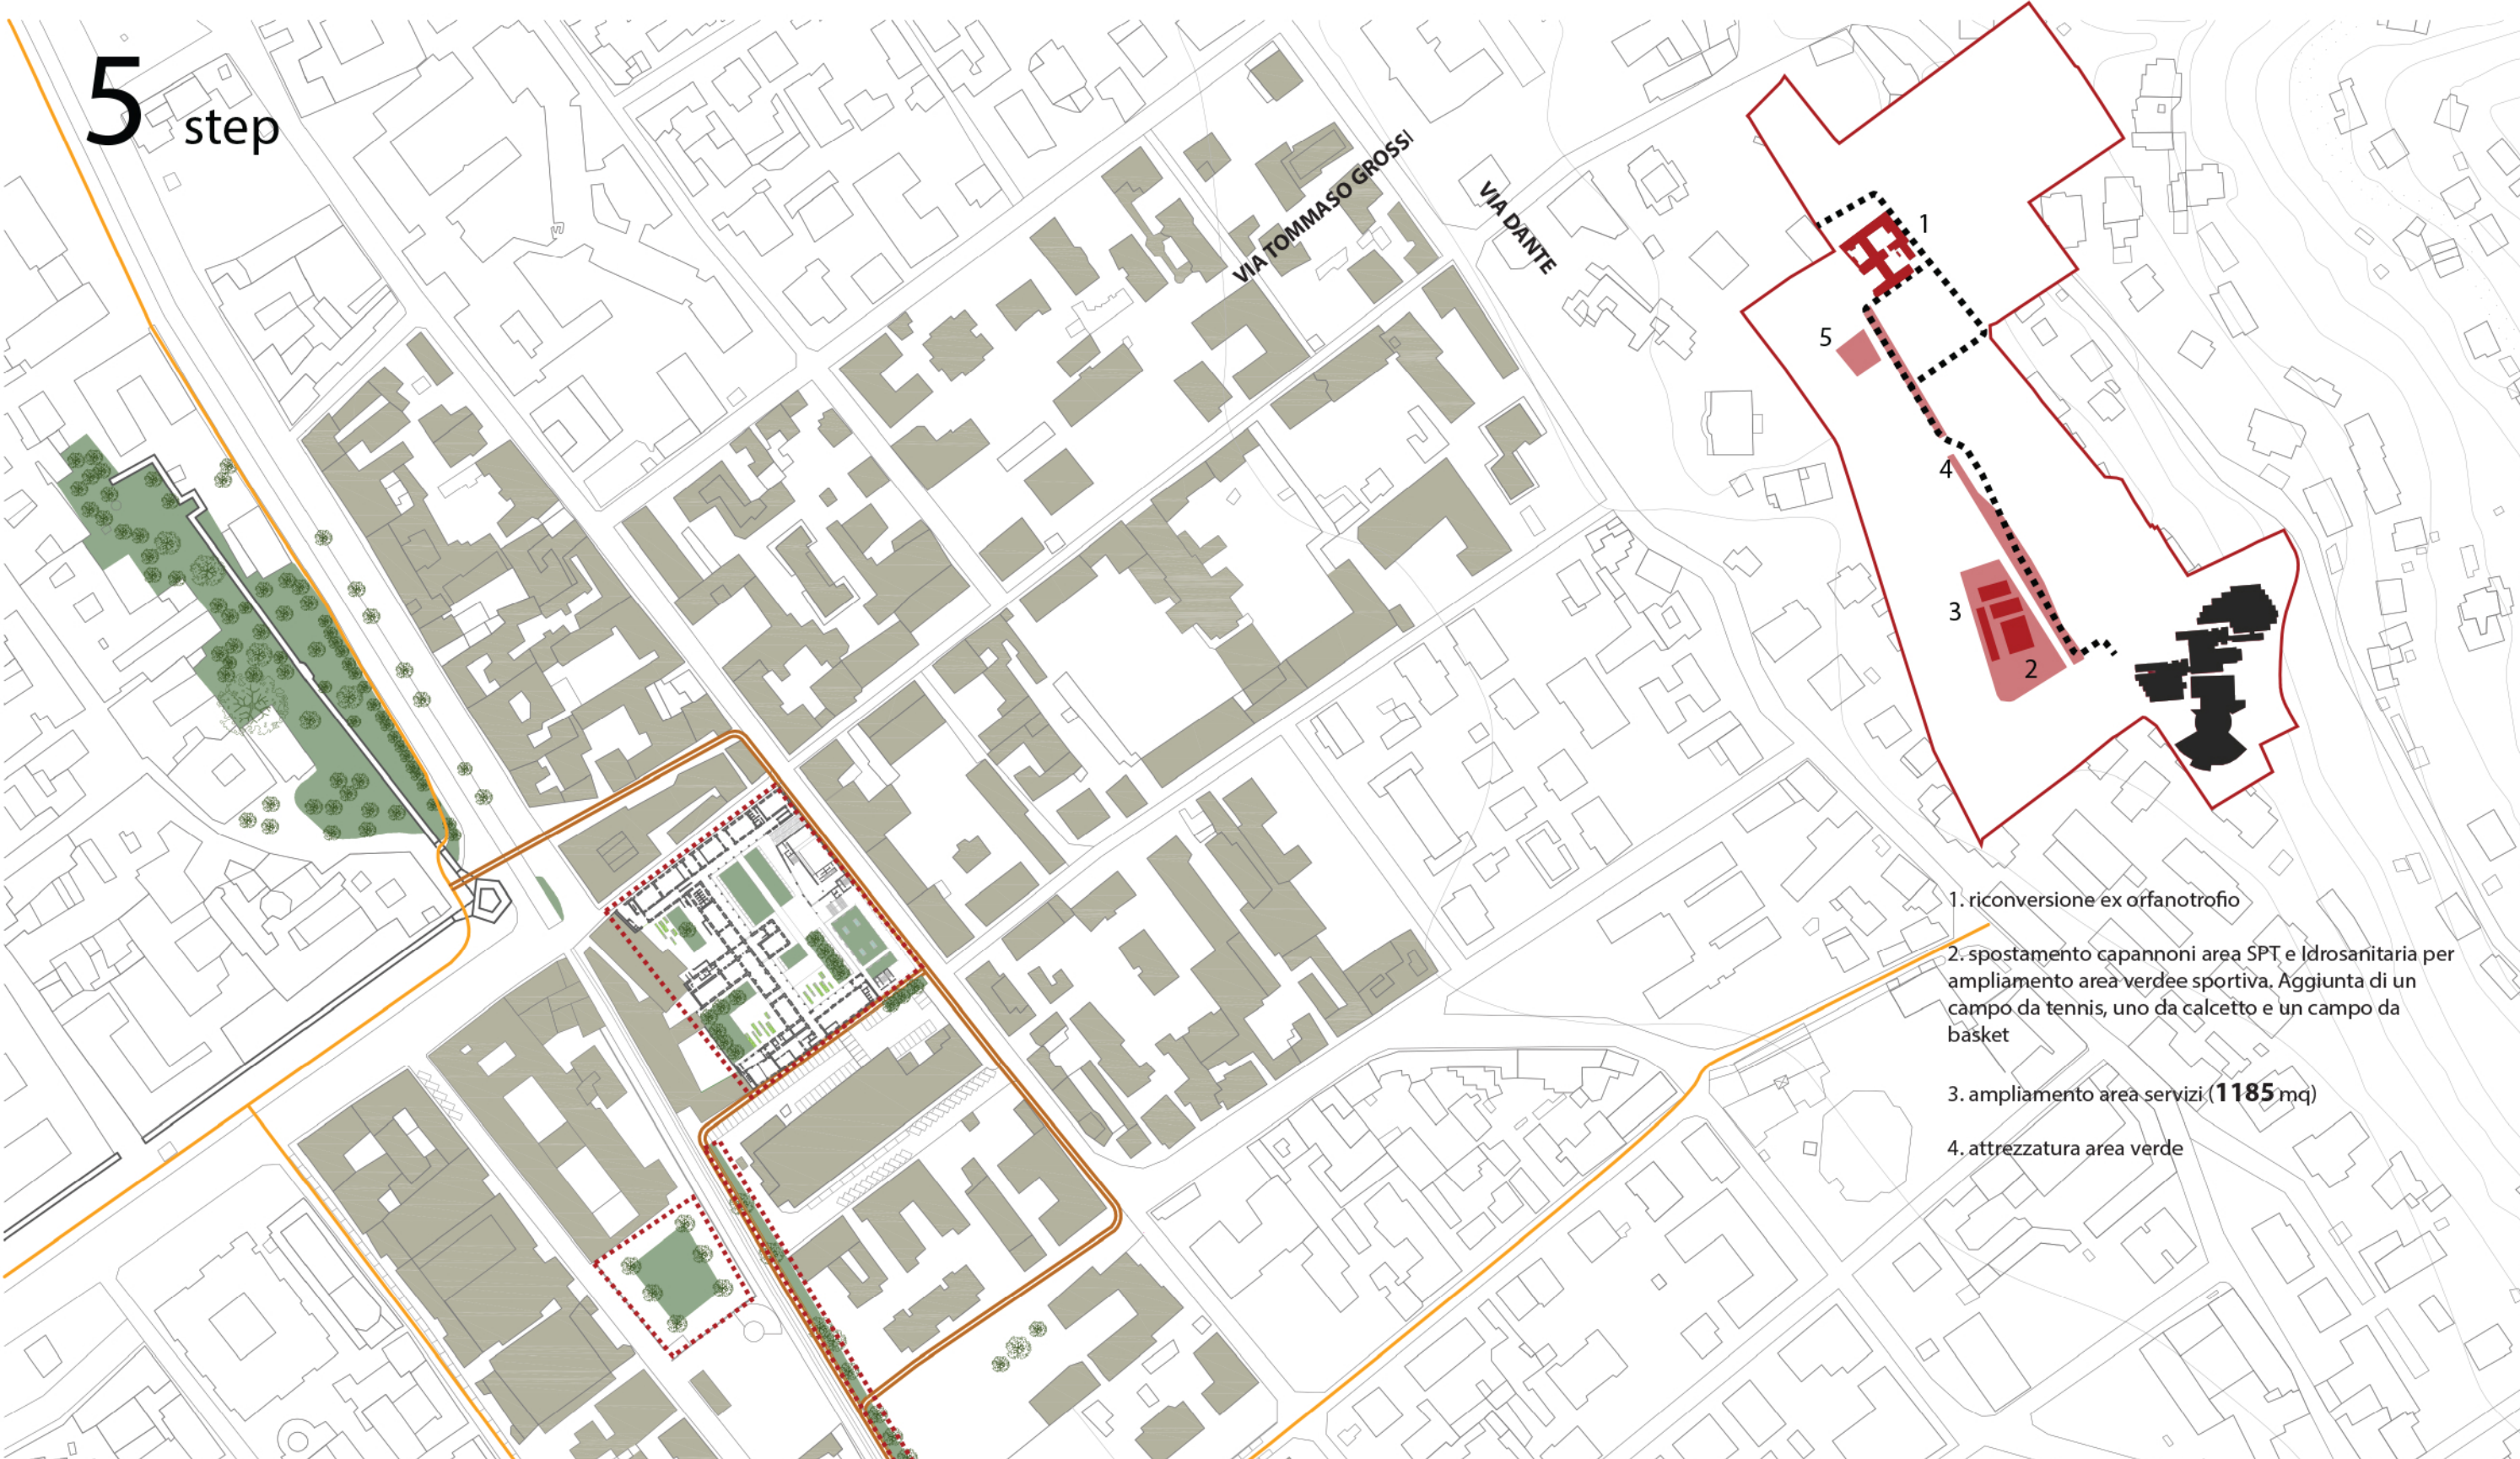 5 step
VIA TOMMASO GROSSI
VIA DANTE
1
5
4
3
2
1. riconversione ex orfanotrofio
2. spostamento capannoni area SPT e Idrosanitaria per
ampliamento area verdee sportiva. Aggiunta di un
campo da tennis, uno da calcetto e un campo da
basket
3. ampliamento area servizi (1185 mq)
4. attrezzatura area verde